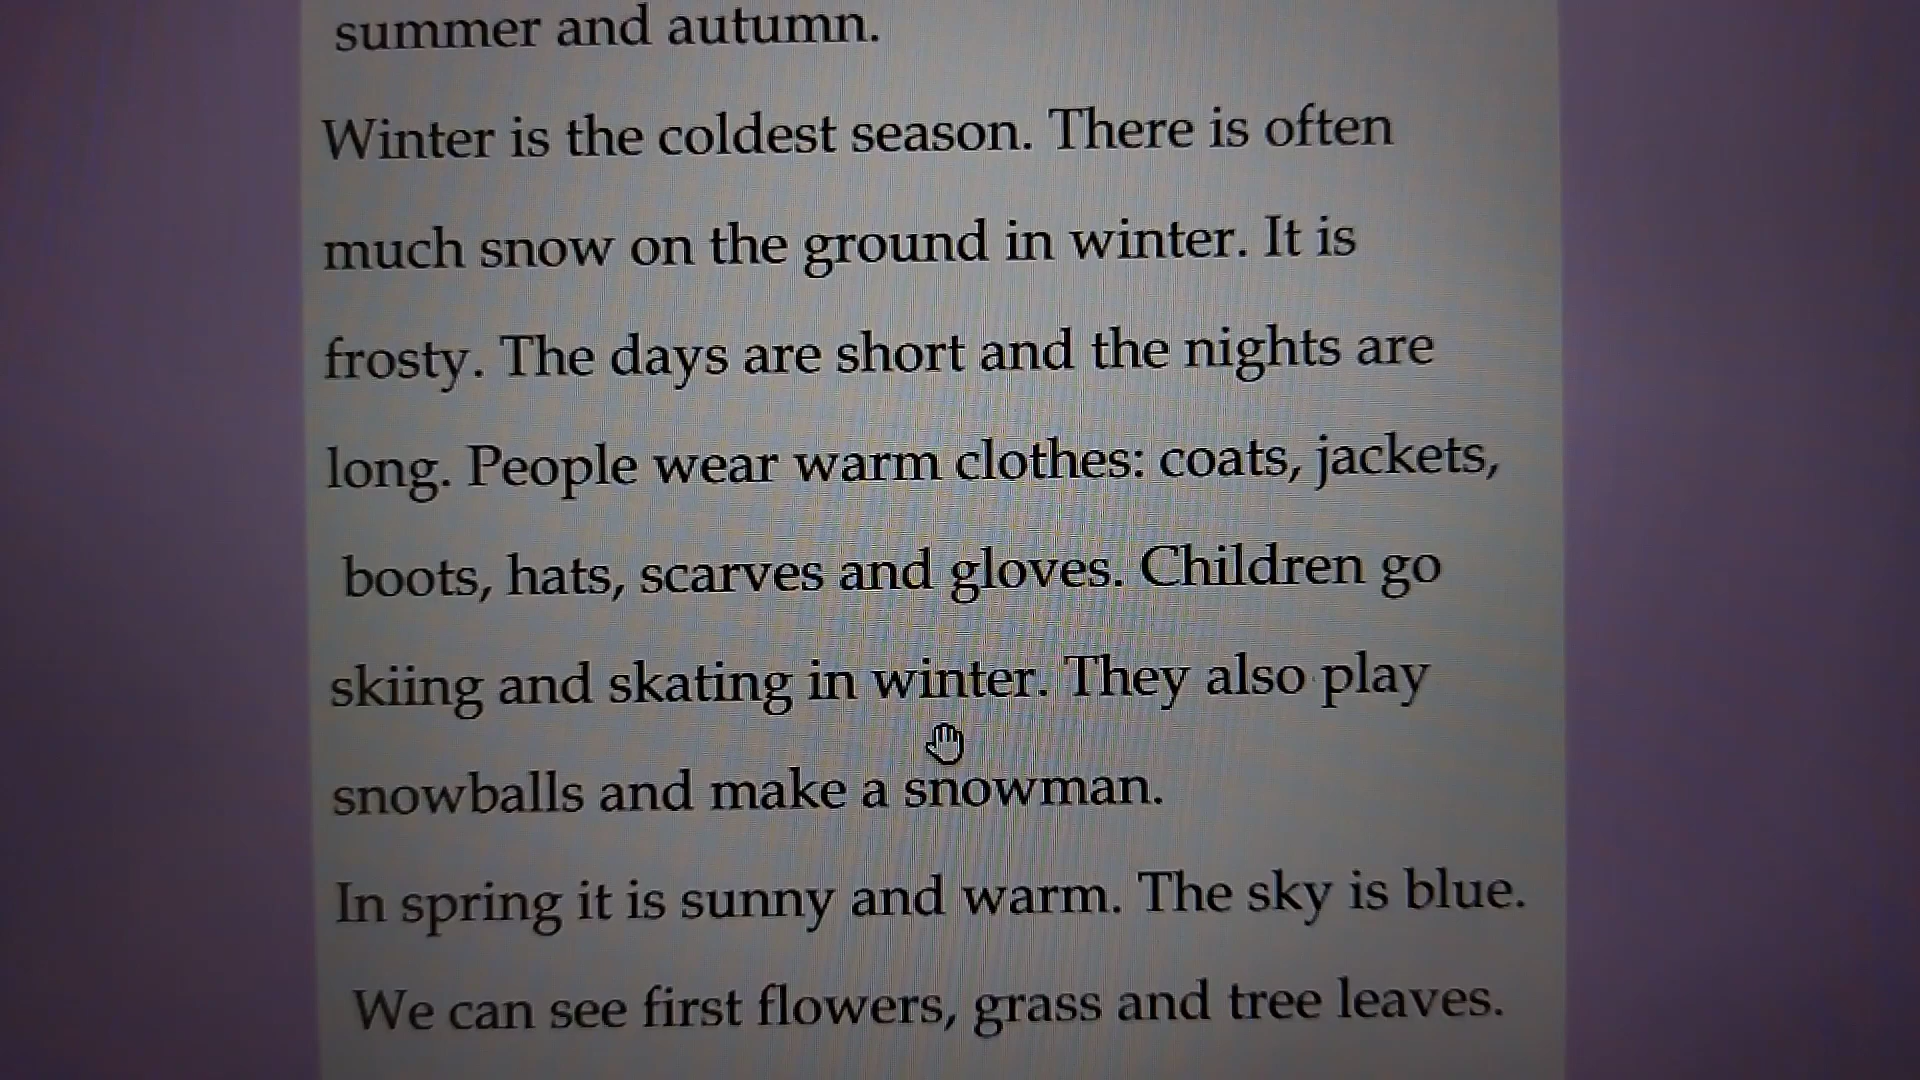 summer and autumn.
Winter is the coldest season. There is often
much snow on the ground in winter. It is
frosty. The days are short and the nights are
long. People wear warm clothes: coats, jackets,
boots, hats, scarves and gloves. Children go
skiing and skating in winter. They also play
snowballs and make a snowman.
In spring it is sunny and warm. The sky is blue.
We can see first flowers, grass and tree leaves.